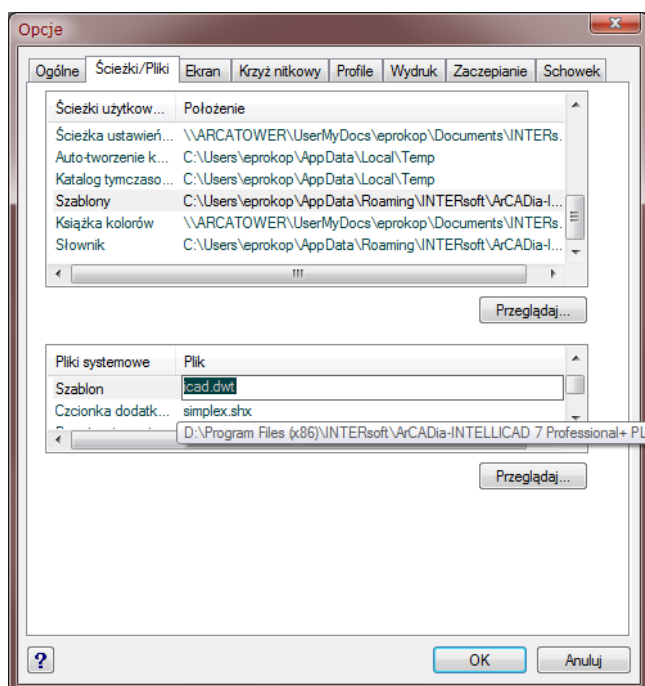 Opcje
Ogólne Ścieżki/Pliki Ekran Krzyż nitkowy Profile Wydruk Zaczepianie Schowek
Ścieżki użytkow... Położenie
Ścieżka ustawień... \\ARCATOWER\UserMyDocs\eprokop\Documents\INTERs.
Auto-tworzenie k... C:\Users\eprokop\AppData\Local\Temp
Katalog tymczaso... C:\Users\eprokop\AppData\Local\Temp
Szablony C:\Users\eprokop\AppData\Roaming\INTERsoft\ArCADia-I...
Książka kolorów \\ARCATOWER\UserMyDocs\eprokop\Documents\INTERs.
Słownik C:\Users\eprokop\AppData\Roaming\INTERsoft\ArCADia-I...
Przeglądaj...
Pliki systemowe Plik
Szablon icad.dwt
Czcionka dodatk... simplex.shx
D:\Program Files (x86)\INTERsoft\ArCADia-INTELLICAD 7 Professional+ PL
Przeglądaj...
? OK Anuluj